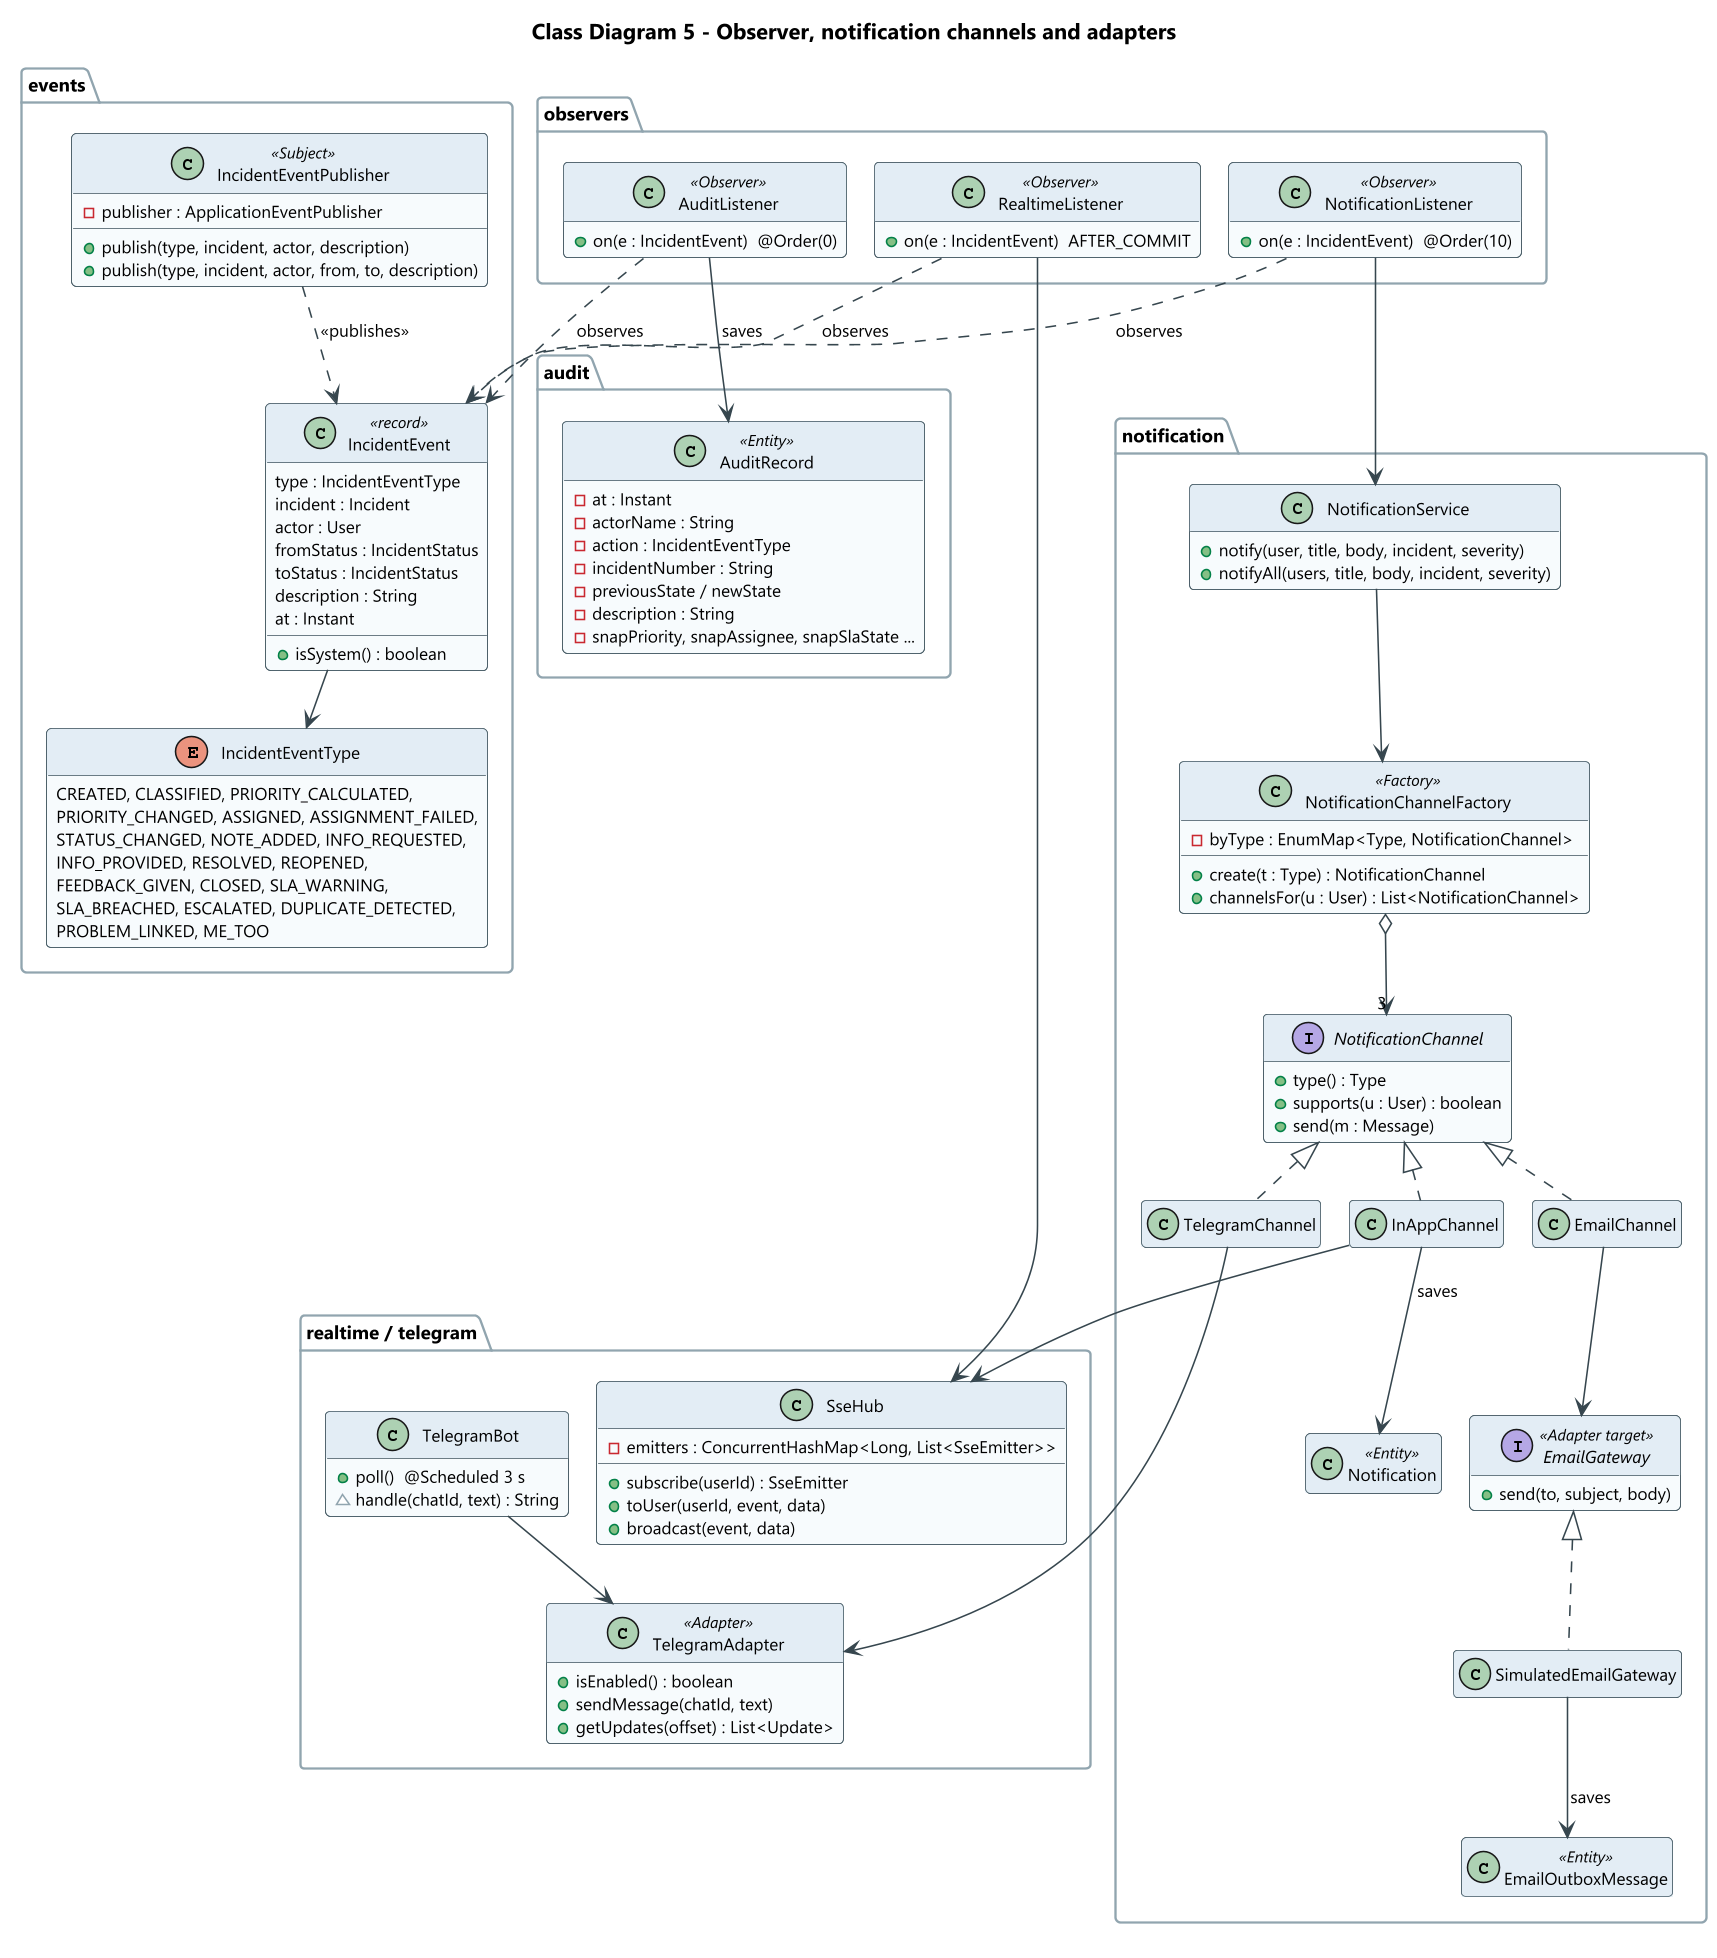 Class Diagram 5 - Observer, notification channels and adapters
events
«Subject»
C
IncidentEventPublisher
publisher : ApplicationEventPublisher
publish(type, incident, actor, description)
publish(type, incident, actor, from, to, description)
«publishes»
«record»
C
IncidentEvent
type : IncidentEventType
incident : Incident
actor : User
fromStatus : IncidentStatus
toStatus : IncidentStatus
description : String
at : Instant
isSystem() : boolean
E
IncidentEventType
CREATED, CLASSIFIED, PRIORITY_CALCULATED,
PRIORITY_CHANGED, ASSIGNED, ASSIGNMENT_FAILED,
STATUS_CHANGED, NOTE_ADDED, INFO_REQUESTED,
INFO_PROVIDED, RESOLVED, REOPENED,
FEEDBACK_GIVEN, CLOSED, SLA_WARNING,
SLA_BREACHED, ESCALATED, DUPLICATE_DETECTED,
PROBLEM_LINKED, ME_TOO
observers
«Observer»
C
AuditListener
on(e : IncidentEvent)  @Order(0)
«Observer»
C
RealtimeListener
on(e : IncidentEvent)  AFTER_COMMIT
«Observer»
C
NotificationListener
on(e : IncidentEvent)  @Order(10)
observes
saves
observes
observes
audit
«Entity»
C
AuditRecord
at : Instant
actorName : String
action : IncidentEventType
incidentNumber : String
previousState / newState
description : String
snapPriority, snapAssignee, snapSlaState ...
notification
C
NotificationService
notify(user, title, body, incident, severity)
notifyAll(users, title, body, incident, severity)
«Factory»
C
NotificationChannelFactory
byType : EnumMap<Type, NotificationChannel>
create(t : Type) : NotificationChannel
channelsFor(u : User) : List<NotificationChannel>
3
I
NotificationChannel
type() : Type
supports(u : User) : boolean
send(m : Message)
C
TelegramChannel
C
InAppChannel
C
EmailChannel
saves
«Entity»
C
Notification
«Adapter target»
I
EmailGateway
send(to, subject, body)
C
SimulatedEmailGateway
saves
«Entity»
C
EmailOutboxMessage
realtime / telegram
C
TelegramBot
poll()  @Scheduled 3 s
handle(chatId, text) : String
C
SseHub
emitters : ConcurrentHashMap<Long, List<SseEmitter>>
subscribe(userId) : SseEmitter
toUser(userId, event, data)
broadcast(event, data)
«Adapter»
C
TelegramAdapter
isEnabled() : boolean
sendMessage(chatId, text)
getUpdates(offset) : List<Update>